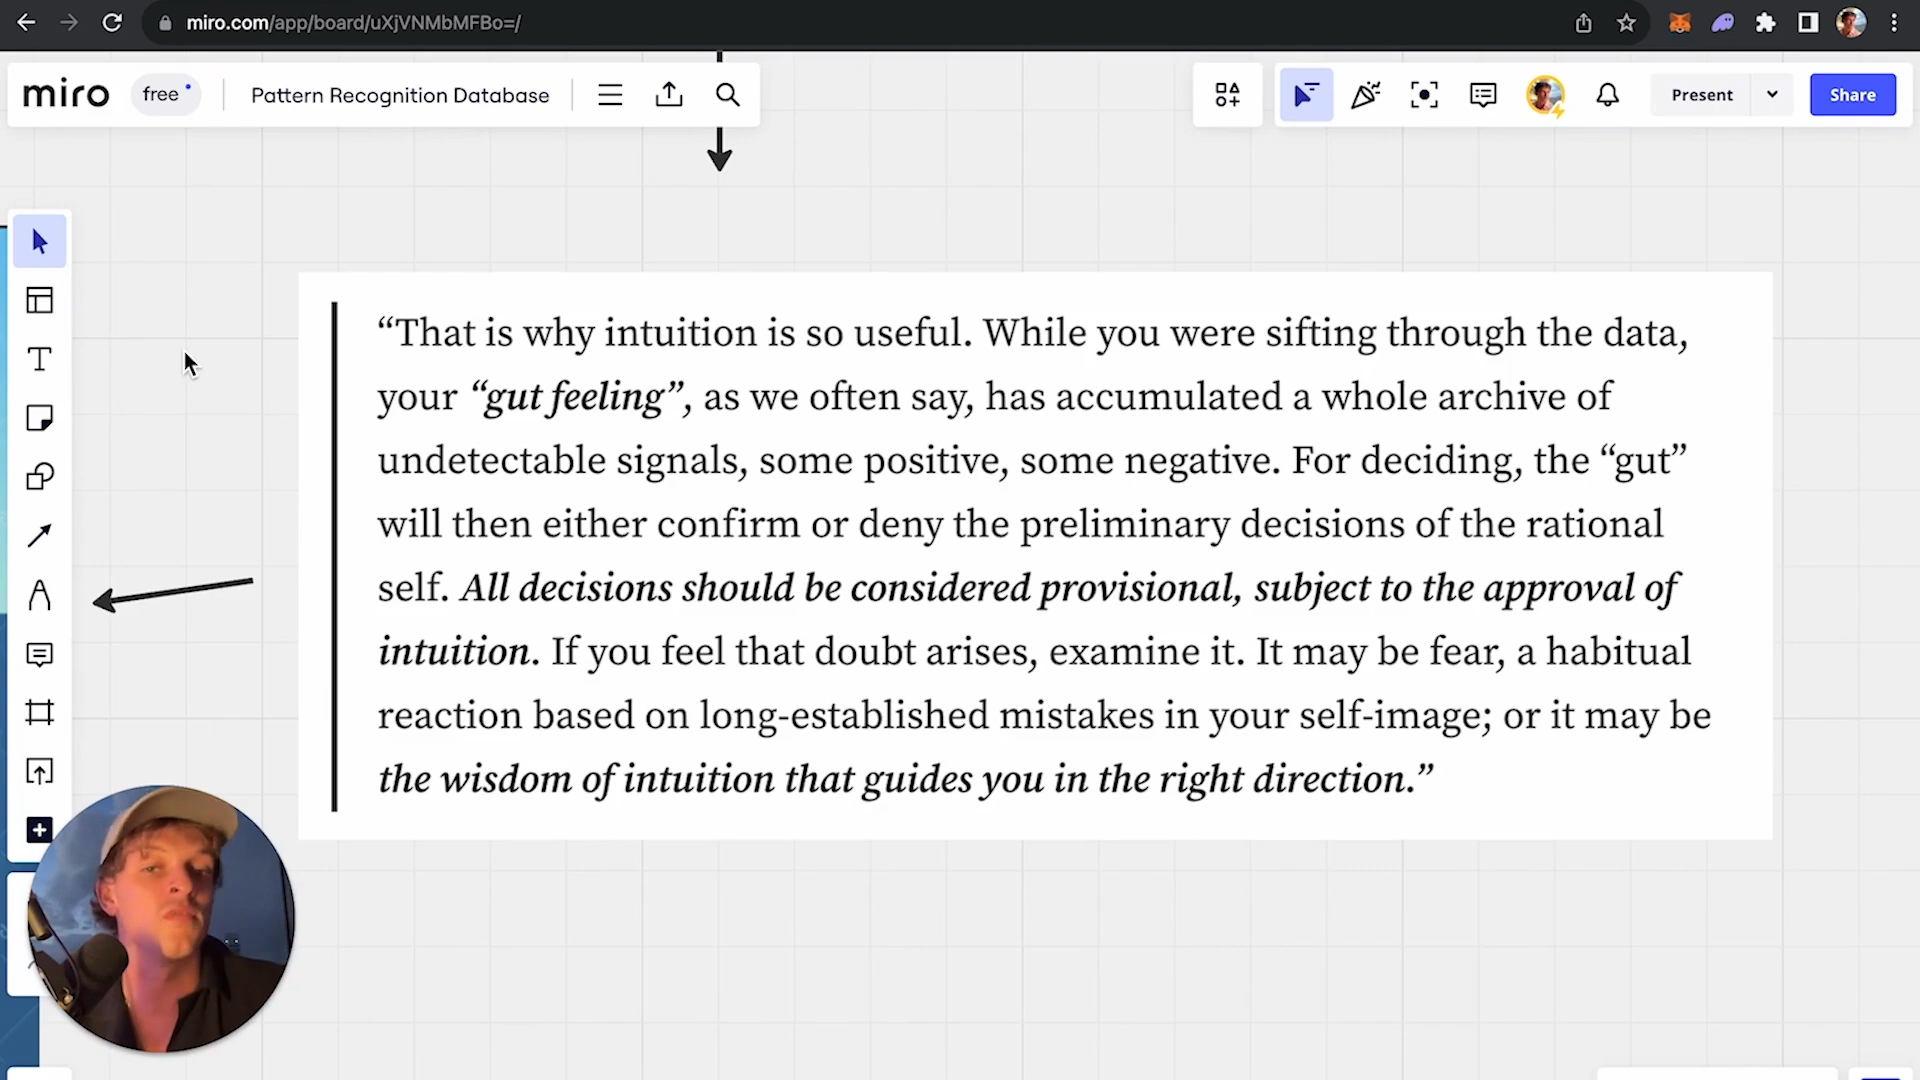 miro.com/app/board/uXjVNMbMFBo=/
miro
free
Pattern Recognition Database
Present
Share
“That is why intuition is so useful. While you were sifting through the data,
your “gut feeling”, as we often say, has accumulated a whole archive of
undetectable signals, some positive, some negative. For deciding, the “gut”
will then either confirm or deny the preliminary decisions of the rational
self. All decisions should be considered provisional, subject to the approval of
intuition. If you feel that doubt arises, examine it. It may be fear, a habitual
reaction based on long-established mistakes in your self-image; or it may be
the wisdom of intuition that guides you in the right direction.”